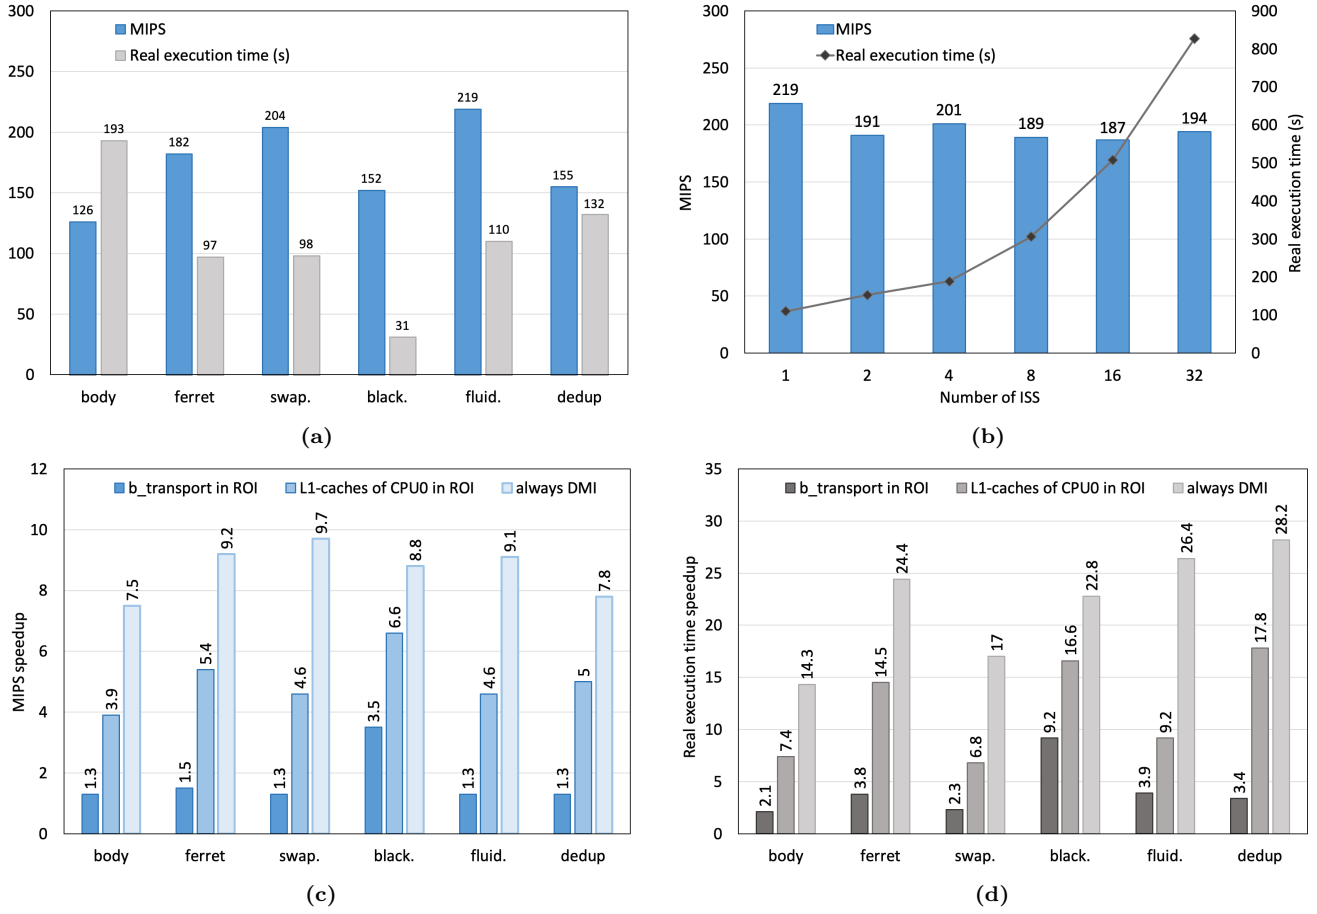 MIPS
Real execution time (s)
300
250
200
150
100
50
0
126
193
182
97
204
98
152
31
219
110
155
132
body
ferret
swap.
black.
fluid.
dedup
(a)
MIPS
Real execution time (s)
MIPS
300
250
200
150
100
50
0
219
191
201
189
187
194
900
800
700
600
500
400
300
200
100
0
Real execution time (s)
1
2
4
8
16
32
Number of ISS
(b)
b_transport in ROI
L1-caches of CPU0 in ROI
always DMI
MIPS speedup
12
10
8
6
4
2
0
1.3
3.9
7.5
1.5
5.4
9.2
1.3
4.6
9.7
3.5
6.6
8.8
1.3
4.6
9.1
1.3
5
7.8
body
ferret
swap.
black.
fluid.
dedup
(c)
b_transport in ROI
L1-caches of CPU0 in ROI
always DMI
Real execution time speedup
35
30
25
20
15
10
5
0
2.1
7.4
14.3
3.8
14.5
24.4
2.3
6.8
17
9.2
16.6
22.8
3.9
9.2
26.4
3.4
17.8
28.2
body
ferret
swap.
black.
fluid.
dedup
(d)